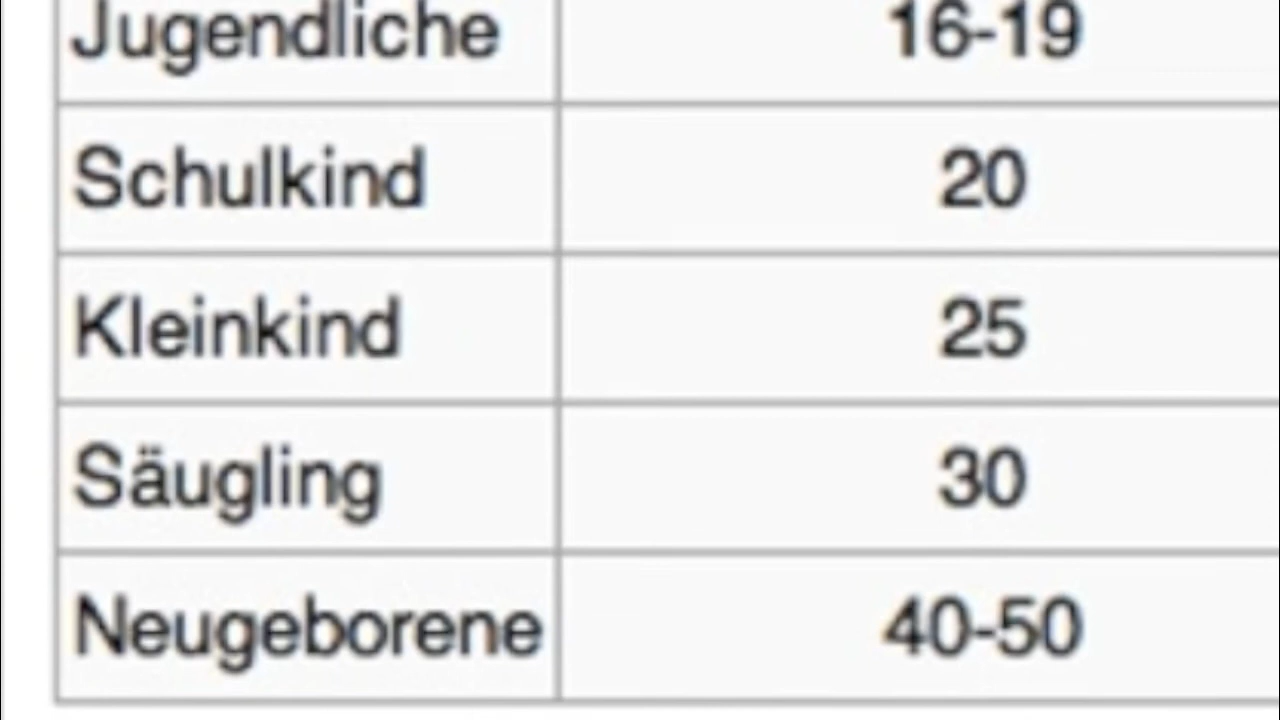 Jugendliche 16-19
Schulkind 20
Kleinkind 25
Säugling 30
Neugeborene 40-50